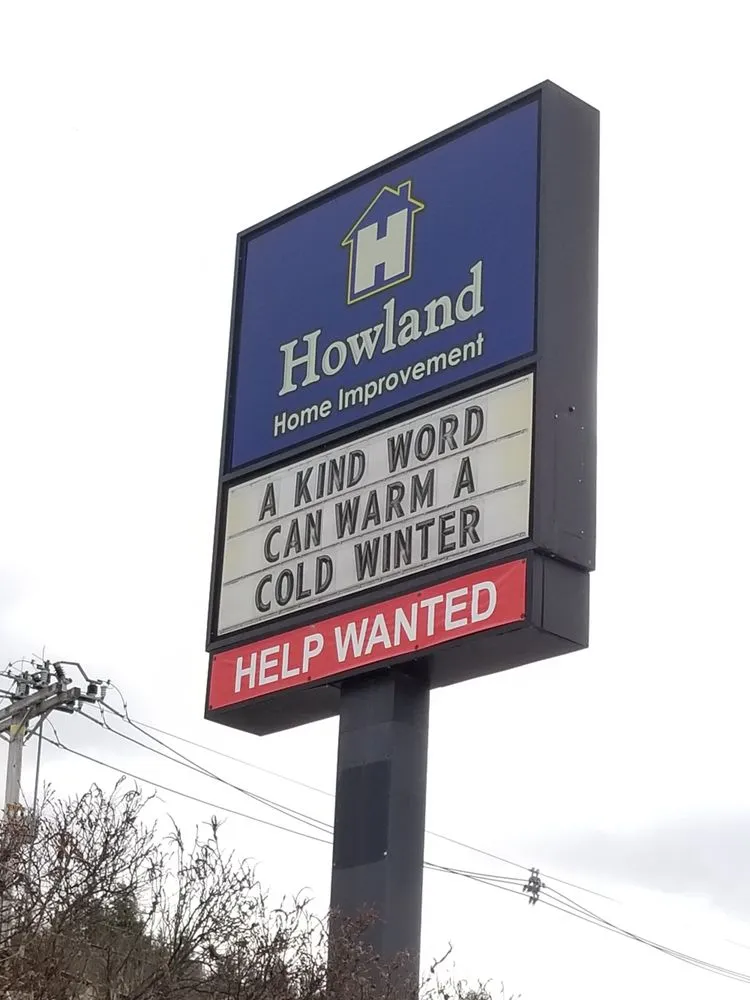 H
Howland
Home Improvement
A KIND WORD
CAN WARM A
COLD WINTER
HELP WANTED